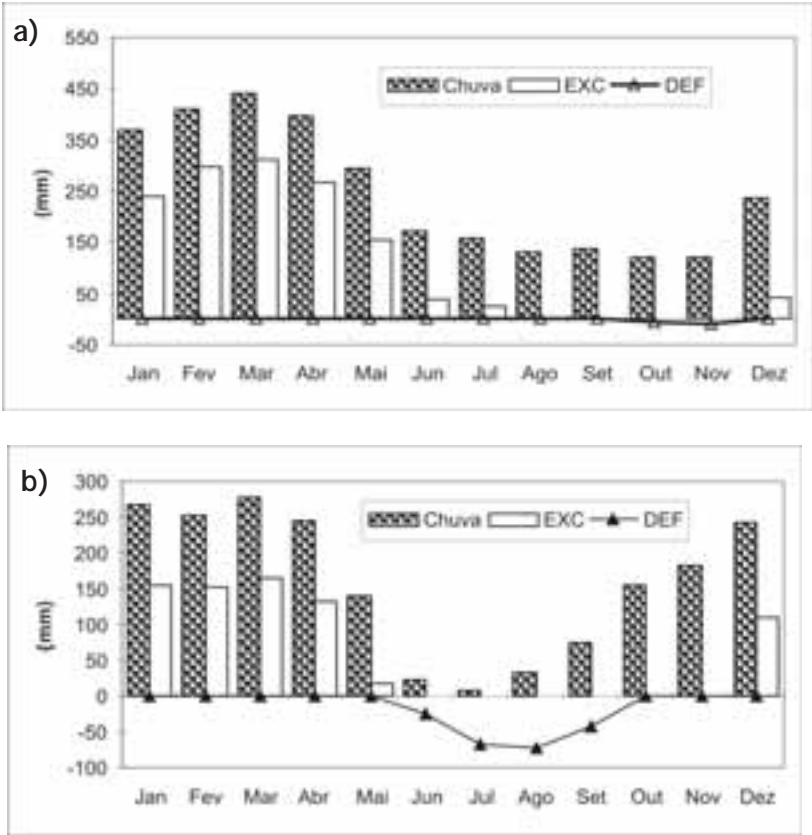 a)
550
450
350
250
150
50
-50
(mm)
Chuva EXC DEF
Jan Fev Mar Abr Mai Jun Jul Ago Set Out Nov Dez
b)
300
250
200
150
100
50
0
-50
-100
(mm)
Chuva EXC DEF
Jan Fev Mar Abr Mai Jun Jul Ago Set Out Nov Dez